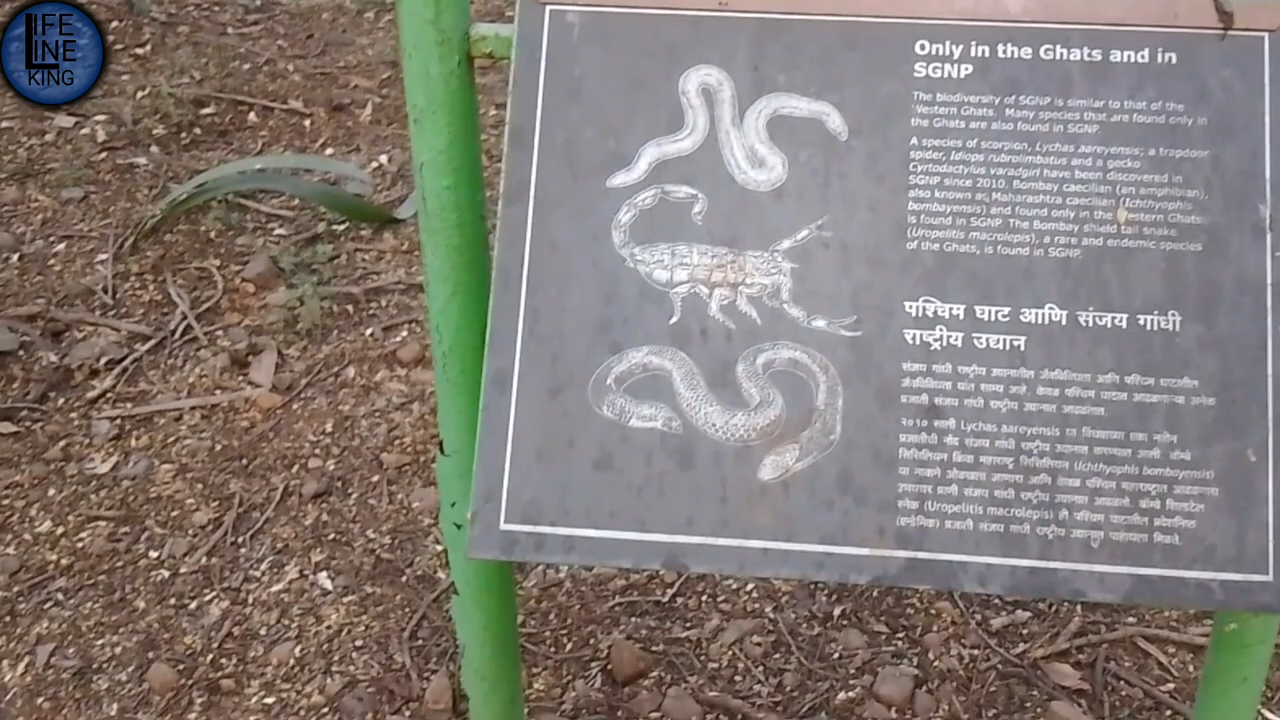 LIFE
LINE
KING
Only in the Ghats and in
SGNP
The biodiversity of SGNP is similar to that of the
Western Ghats. Many species that are found only in
the Ghats are also found in SGNP.
A species of scorpion, Lychas aareyensis; a trapdoor
spider, Idiops rubrolimbatus and a gecko
Cyrtodactylus varadgiri have been discovered in
SGNP since 2010. Bombay caecilian (an amphibian),
also known as Maharashtra caecilian (Ichthyophis
bombayensis) and found only in the Western Ghats
is found in SGNP. The Bombay shield tail snake
(Uropelitis macrolepis), a rare and endemic species
of the Ghats, is found in SGNP.
पश्चिम घाट आणि संजय गांधी
राष्ट्रीय उद्यान
संजय गांधी राष्ट्रीय उद्यानातील जैवविविधता आणि पश्चिम घाटातील
जैवविविधता यांत साम्य आहे. केवळ पश्चिम घाटात आढळणाऱ्या अनेक
प्रजाती संजय गांधी राष्ट्रीय उद्यानात आढळतात.
२०१० साली Lychas aareyensis या विंचवाच्या एका नवीन
प्रजातीची नोंद संजय गांधी राष्ट्रीय उद्यानात करण्यात आली. बॉम्बे
सिसिलियन किंवा महाराष्ट्र सिसिलियन (Ichthyophis bombayensis)
या नावाने ओळखला जाणारा आणि केवळ पश्चिम महाराष्ट्रात आढळणारा
उभयचर प्राणी संजय गांधी राष्ट्रीय उद्यानात आढळतो. बॉम्बे शिल्डटेल
स्नेक (Uropelitis macrolepis) ही पश्चिम घाटातील प्रदेशनिष्ठ
(एन्डेमिक) प्रजाती संजय गांधी राष्ट्रीय उद्यानात पाहायला मिळते.